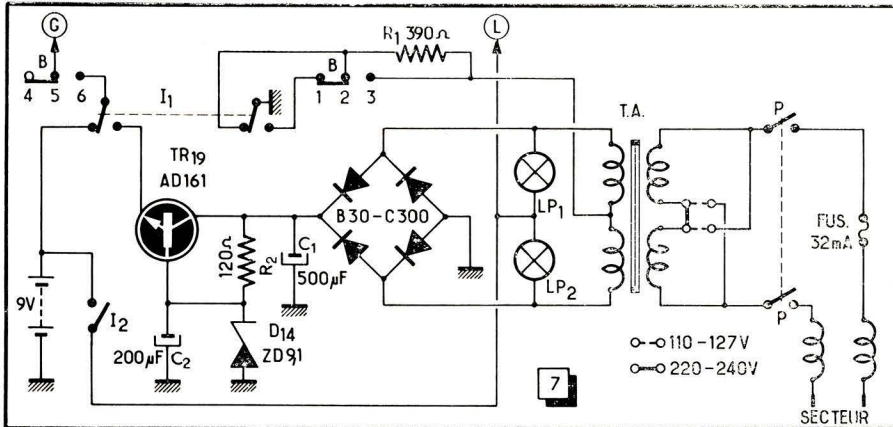 G
L
R1 390Ω
B
B
4 5 6
1 2 3
I1
T.A.
P
TR19
AD161
LP1
B30-C300
FUS.
32mA
120Ω
R2
C1
500µF
LP2
9V
I2
D14
ZD9,1
P
200µF C2
110-127V
220-240V
7
SECTEUR